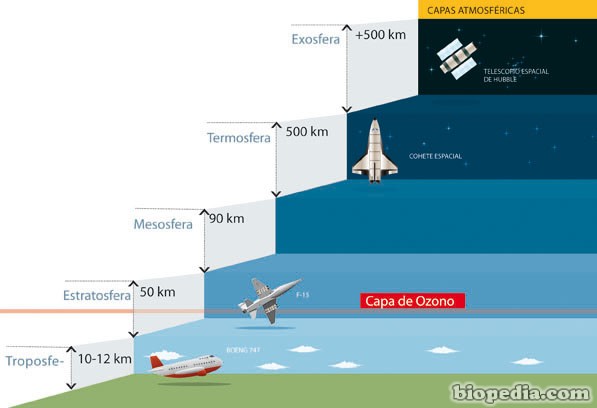 CAPAS ATMOSFÉRICAS
Exosfera
+500 km
TELESCOPIO ESPACIAL
DE HUBBLE
Termosfera
500 km
COHETE ESPACIAL
Mesosfera
90 km
Estratosfera
50 km
F-15
Capa de Ozono
Troposfe-
10-12 km
BOENG 747
biopedia.com